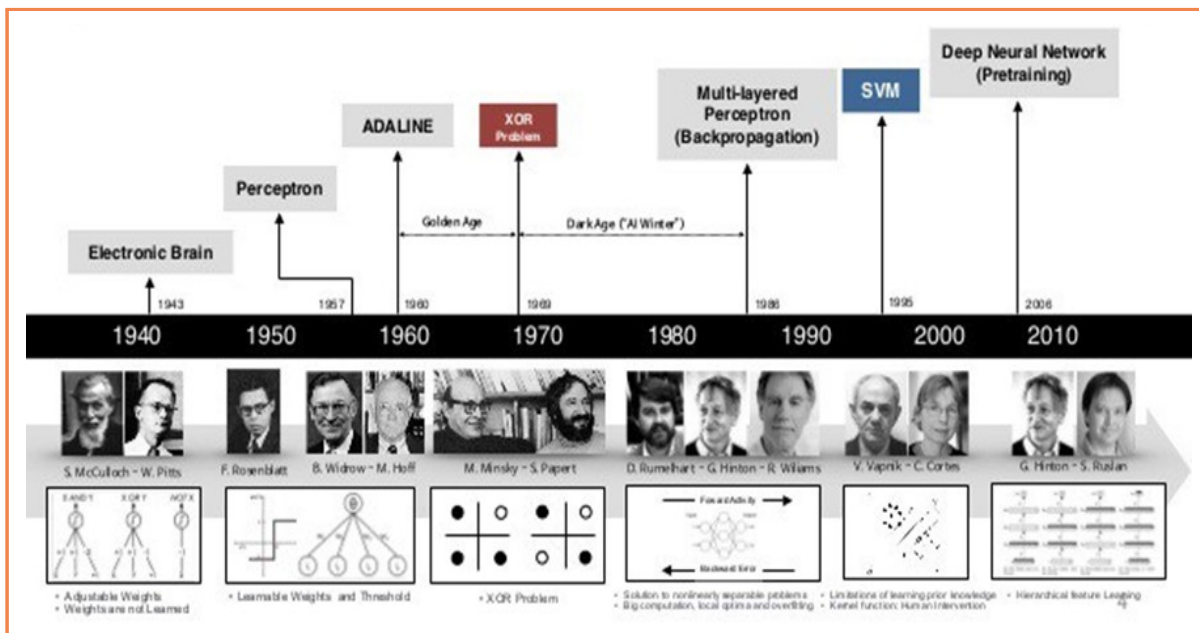 Deep Neural Network
(Pretraining)
SVM
Multi-layered
Perceptron
(Backpropagation)
ADALINE
XOR
Problem
Perceptron
Golden Age
Dark Age ("AI Winter")
Electronic Brain
1943
1957
1960
1969
1986
1995
2006
1940
1950
1960
1970
1980
1990
2000
2010
S. McCulloch - W. Pitts
F. Rosenblatt
B. Widrow - M. Hoff
M. Minsky - S. Papert
D. Rumelhart - G. Hinton - R. Wiliams
V. Vapnik - C. Cortes
G. Hinton - S. Ruslan
X AND Y
X OR Y
NOT X
Foward Activity
Backward Error
• Adjustable Weights
• Weights are not Learned
• Learnable Weights and Threshold
• XOR Problem
• Solution to nonlinearly separable problems
• Big computation, local optima and overfitting
• Limitations of learning prior knowledge
• Kernel function: Human Intervention
• Hierarchical feature Learning
4